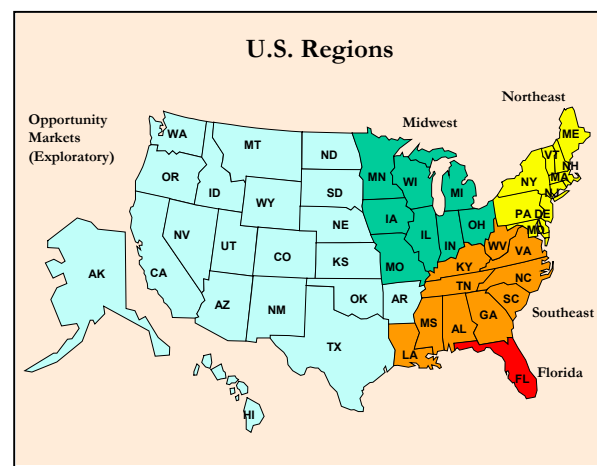 U.S. Regions
Northeast
Opportunity
Markets
(Exploratory)
Midwest
WA
MT
ND
MN
WI
MI
VT
ME
NH
NY
MA
NJ
OR
ID
SD
WY
IA
NE
NV
UT
CO
KS
IL
IN
OH
PA
DE
MD
WV
VA
MO
KY
CA
AK
AZ
NM
OK
AR
TN
NC
SC
Southeast
MS
AL
GA
TX
LA
FL
Florida
HI